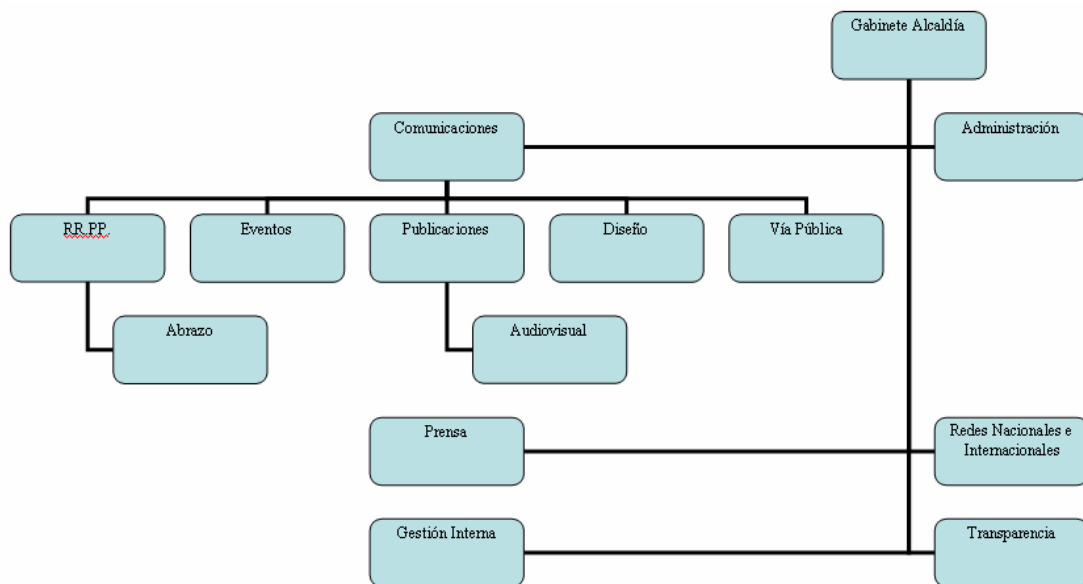 Gabinete Alcaldía
Comunicaciones
Administración
RR.PP.
Eventos
Publicaciones
Diseño
Vía Pública
Abrazo
Audiovisual
Prensa
Redes Nacionales e
Internacionales
Gestión Interna
Transparencia